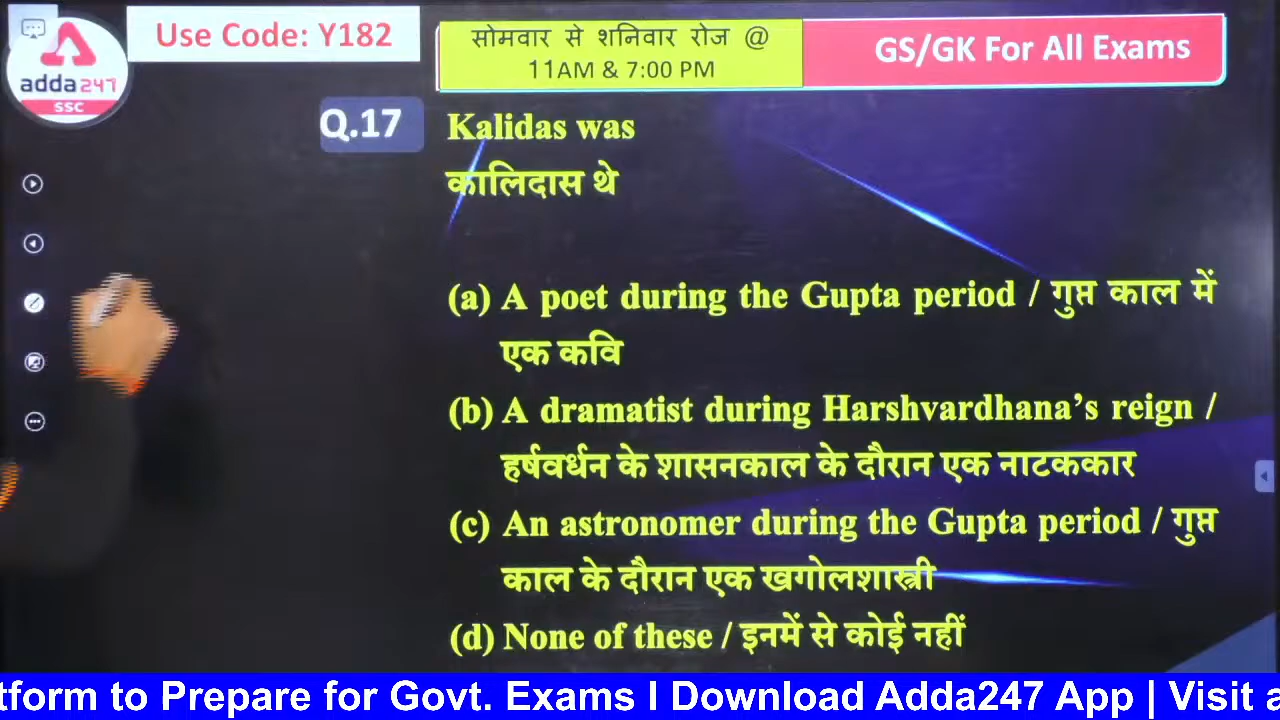 Use Code: Y182
सोमवार से शनिवार रोज @
11AM & 7:00 PM
GS/GK For All Exams
adda247
SSC
Q.17
Kalidas was
कालिदास थे
(a) A poet during the Gupta period / गुप्त काल में
एक कवि
(b) A dramatist during Harshvardhana’s reign /
हर्षवर्धन के शासनकाल के दौरान एक नाटककार
(c) An astronomer during the Gupta period / गुप्त
काल के दौरान एक खगोलशास्त्री
(d) None of these / इनमें से कोई नहीं
tform to Prepare for Govt. Exams I Download Adda247 App | Visit a